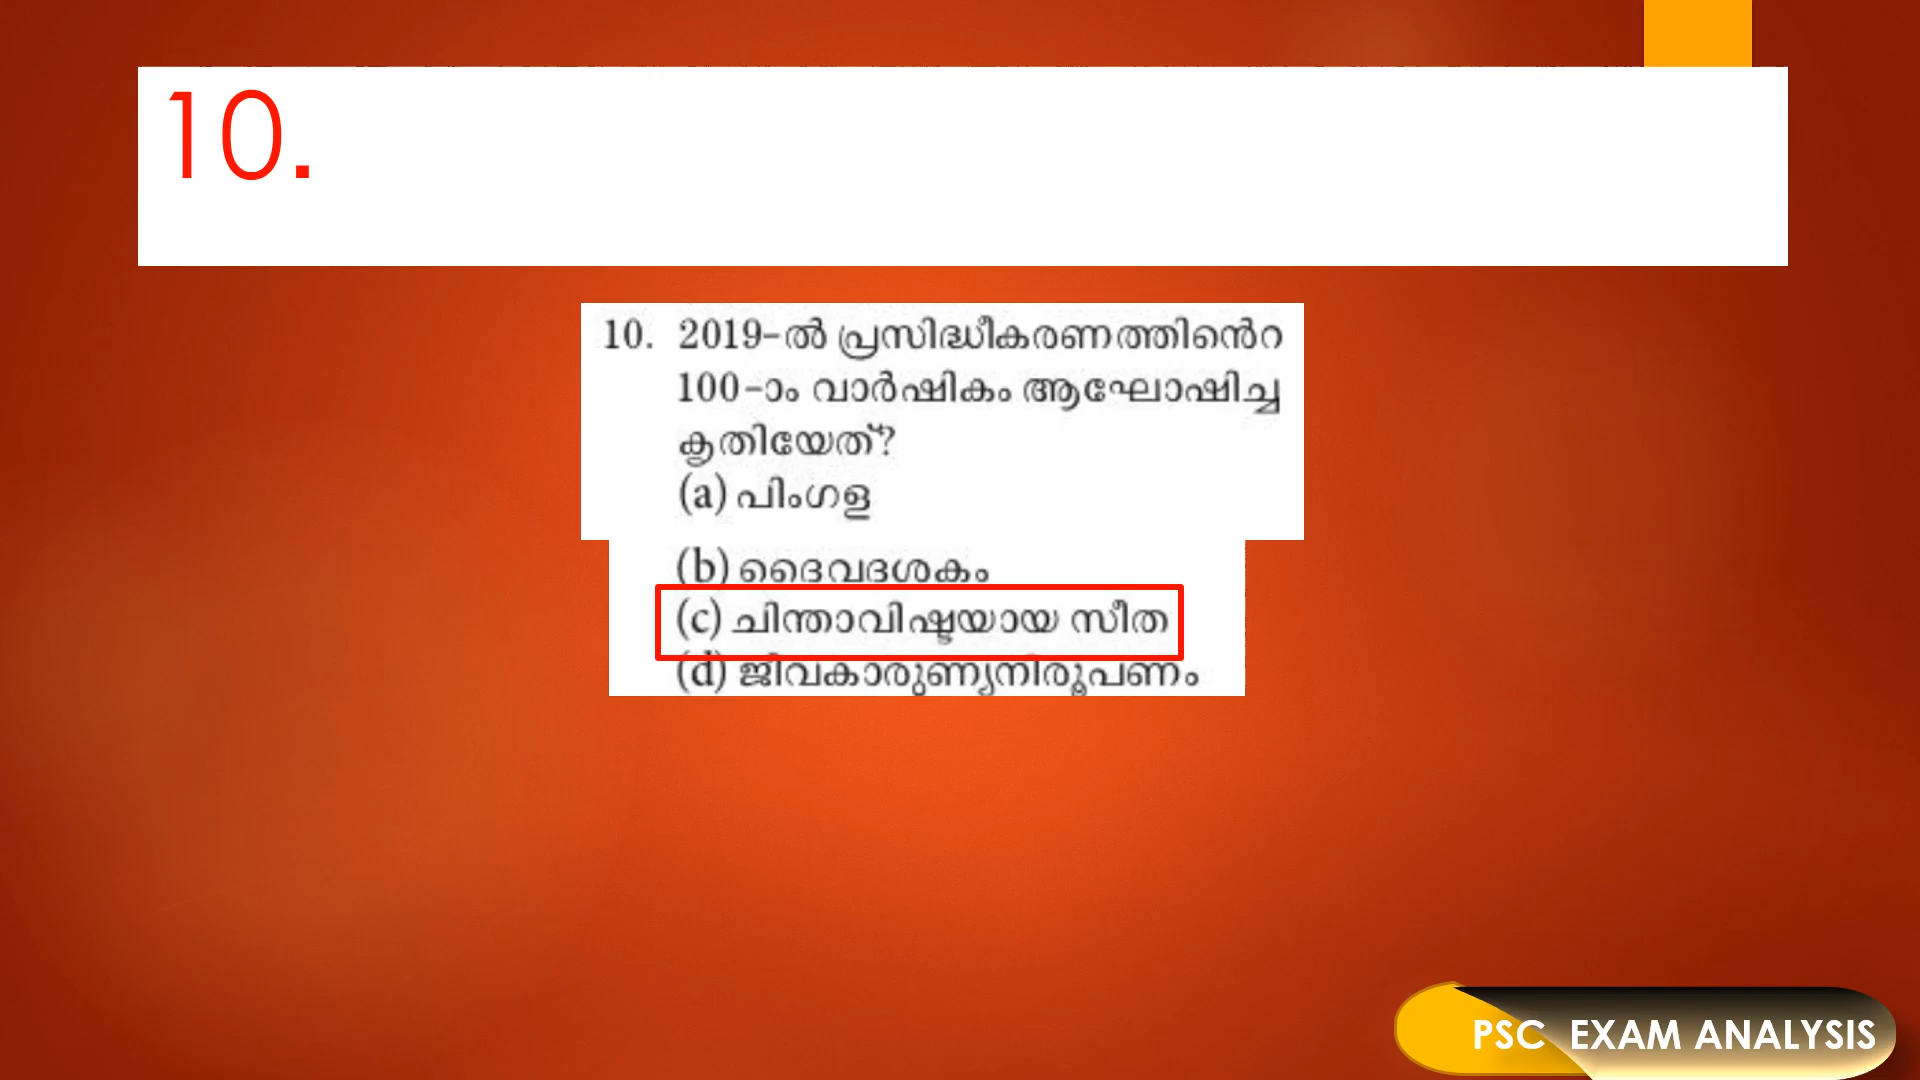 10.
10. 2019-ൽ പ്രസിദ്ധീകരണത്തിൻെറ
100-ാം വാർഷികം ആഘോഷിച്ച
കൃതിയേത്?
(a) പിംഗള
(b) ദൈവദശകം
(c) ചിന്താവിഷ്ടയായ സീത
(d) ജീവകാരുണ്യനിരൂപണം
PSC EXAM ANALYSIS